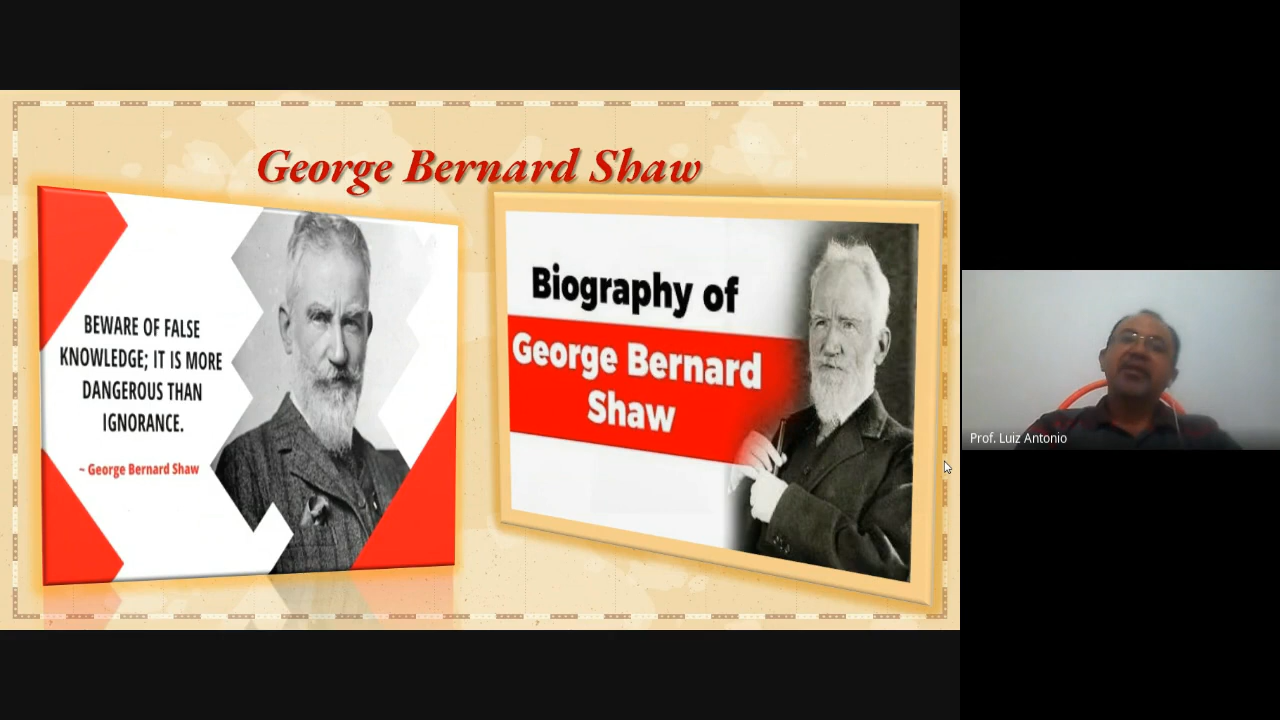 George Bernard Shaw
BEWARE OF FALSE
KNOWLEDGE; IT IS MORE
DANGEROUS THAN
IGNORANCE.
~ George Bernard Shaw
Biography of
George Bernard
Shaw
Prof. Luiz Antonio